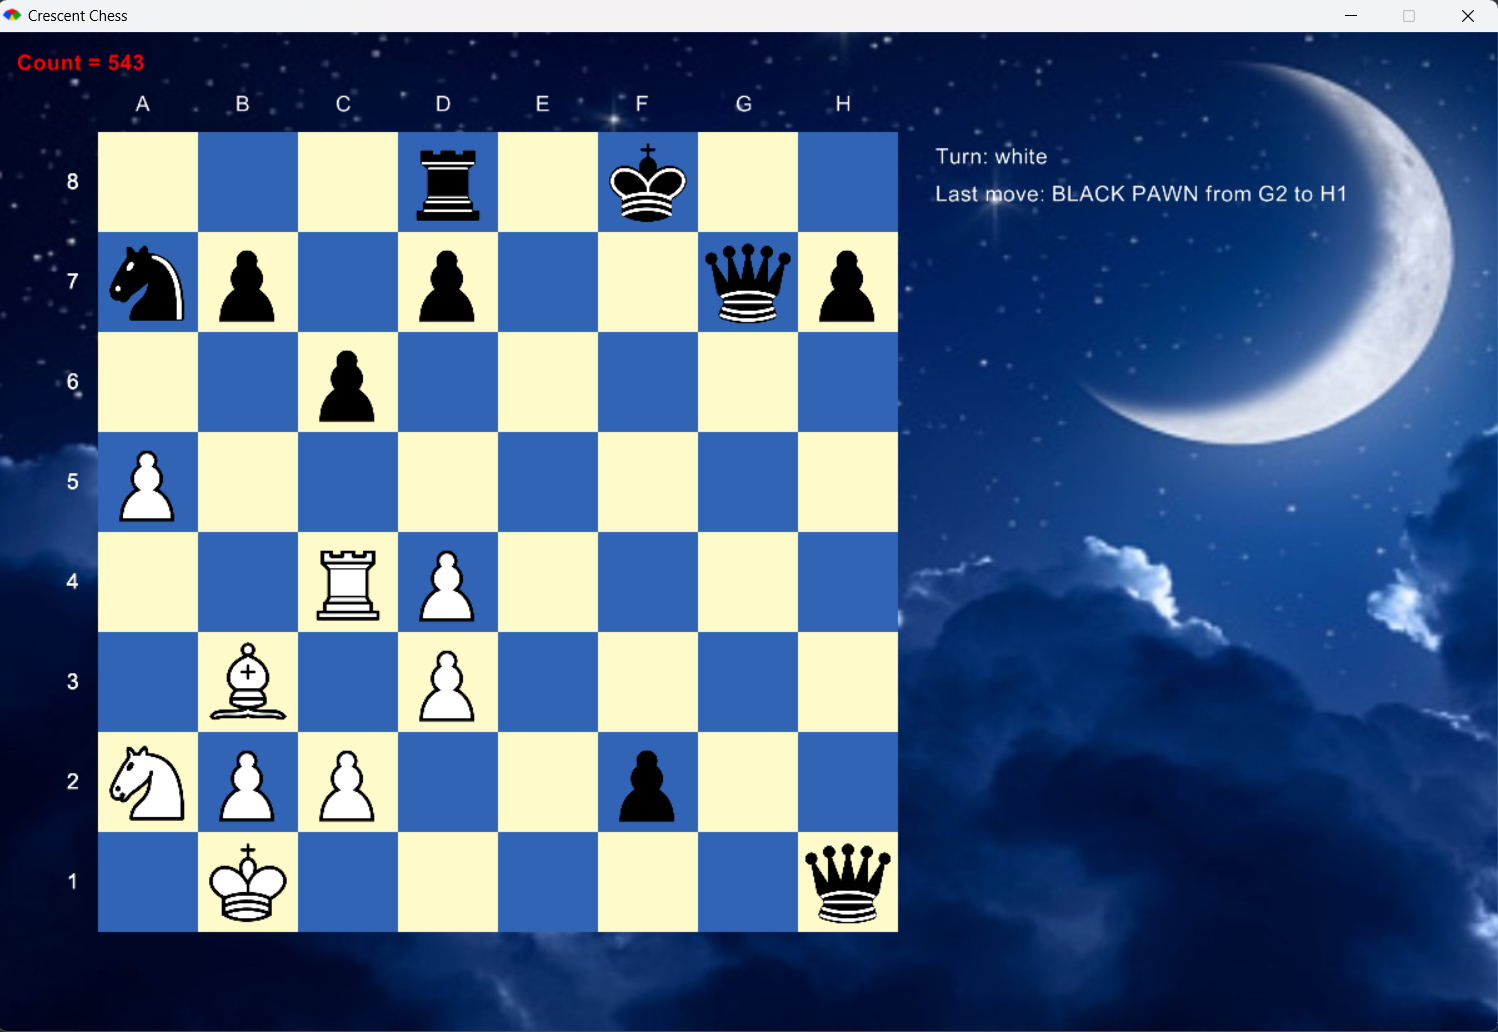 Crescent Chess
Count = 543
A B C D E F G H
8
Turn: white
Last move: BLACK PAWN from G2 to H1
7
6
5
4
3
2
1